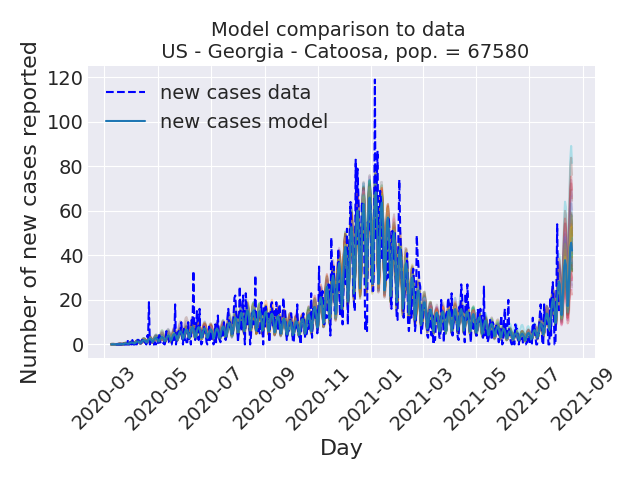 Model comparison to data
US - Georgia - Catoosa, pop. = 67580
Number of new cases reported
120
100
80
60
40
20
0
new cases data
new cases model
2020-03
2020-05
2020-07
2020-09
2020-11
2021-01
2021-03
2021-05
2021-07
2021-09
Day